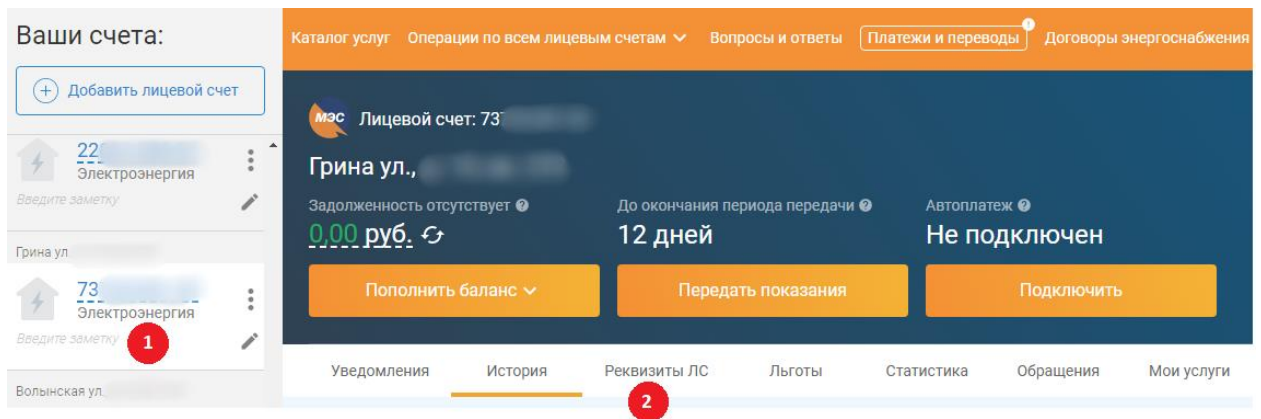 Ваши счета:
Добавить лицевой счет
22
Электроэнергия
Введите заметку
Грина ул
73
Электроэнергия
Введите заметку
1
Волынская ул.
Каталог услуг Операции по всем лицевым счетам Вопросы и ответы Платежи и переводы ! Договоры энергоснабжения
мэс Лицевой счет: 73
Грина ул.,
Задолженность отсутствует ? До окончания периода передачи ? Автоплатеж ?
0,00 руб. 12 дней Не подключен
Пополнить баланс Передать показания Подключить
Уведомления История Реквизиты ЛС Льготы Статистика Обращения Мои услуги
2